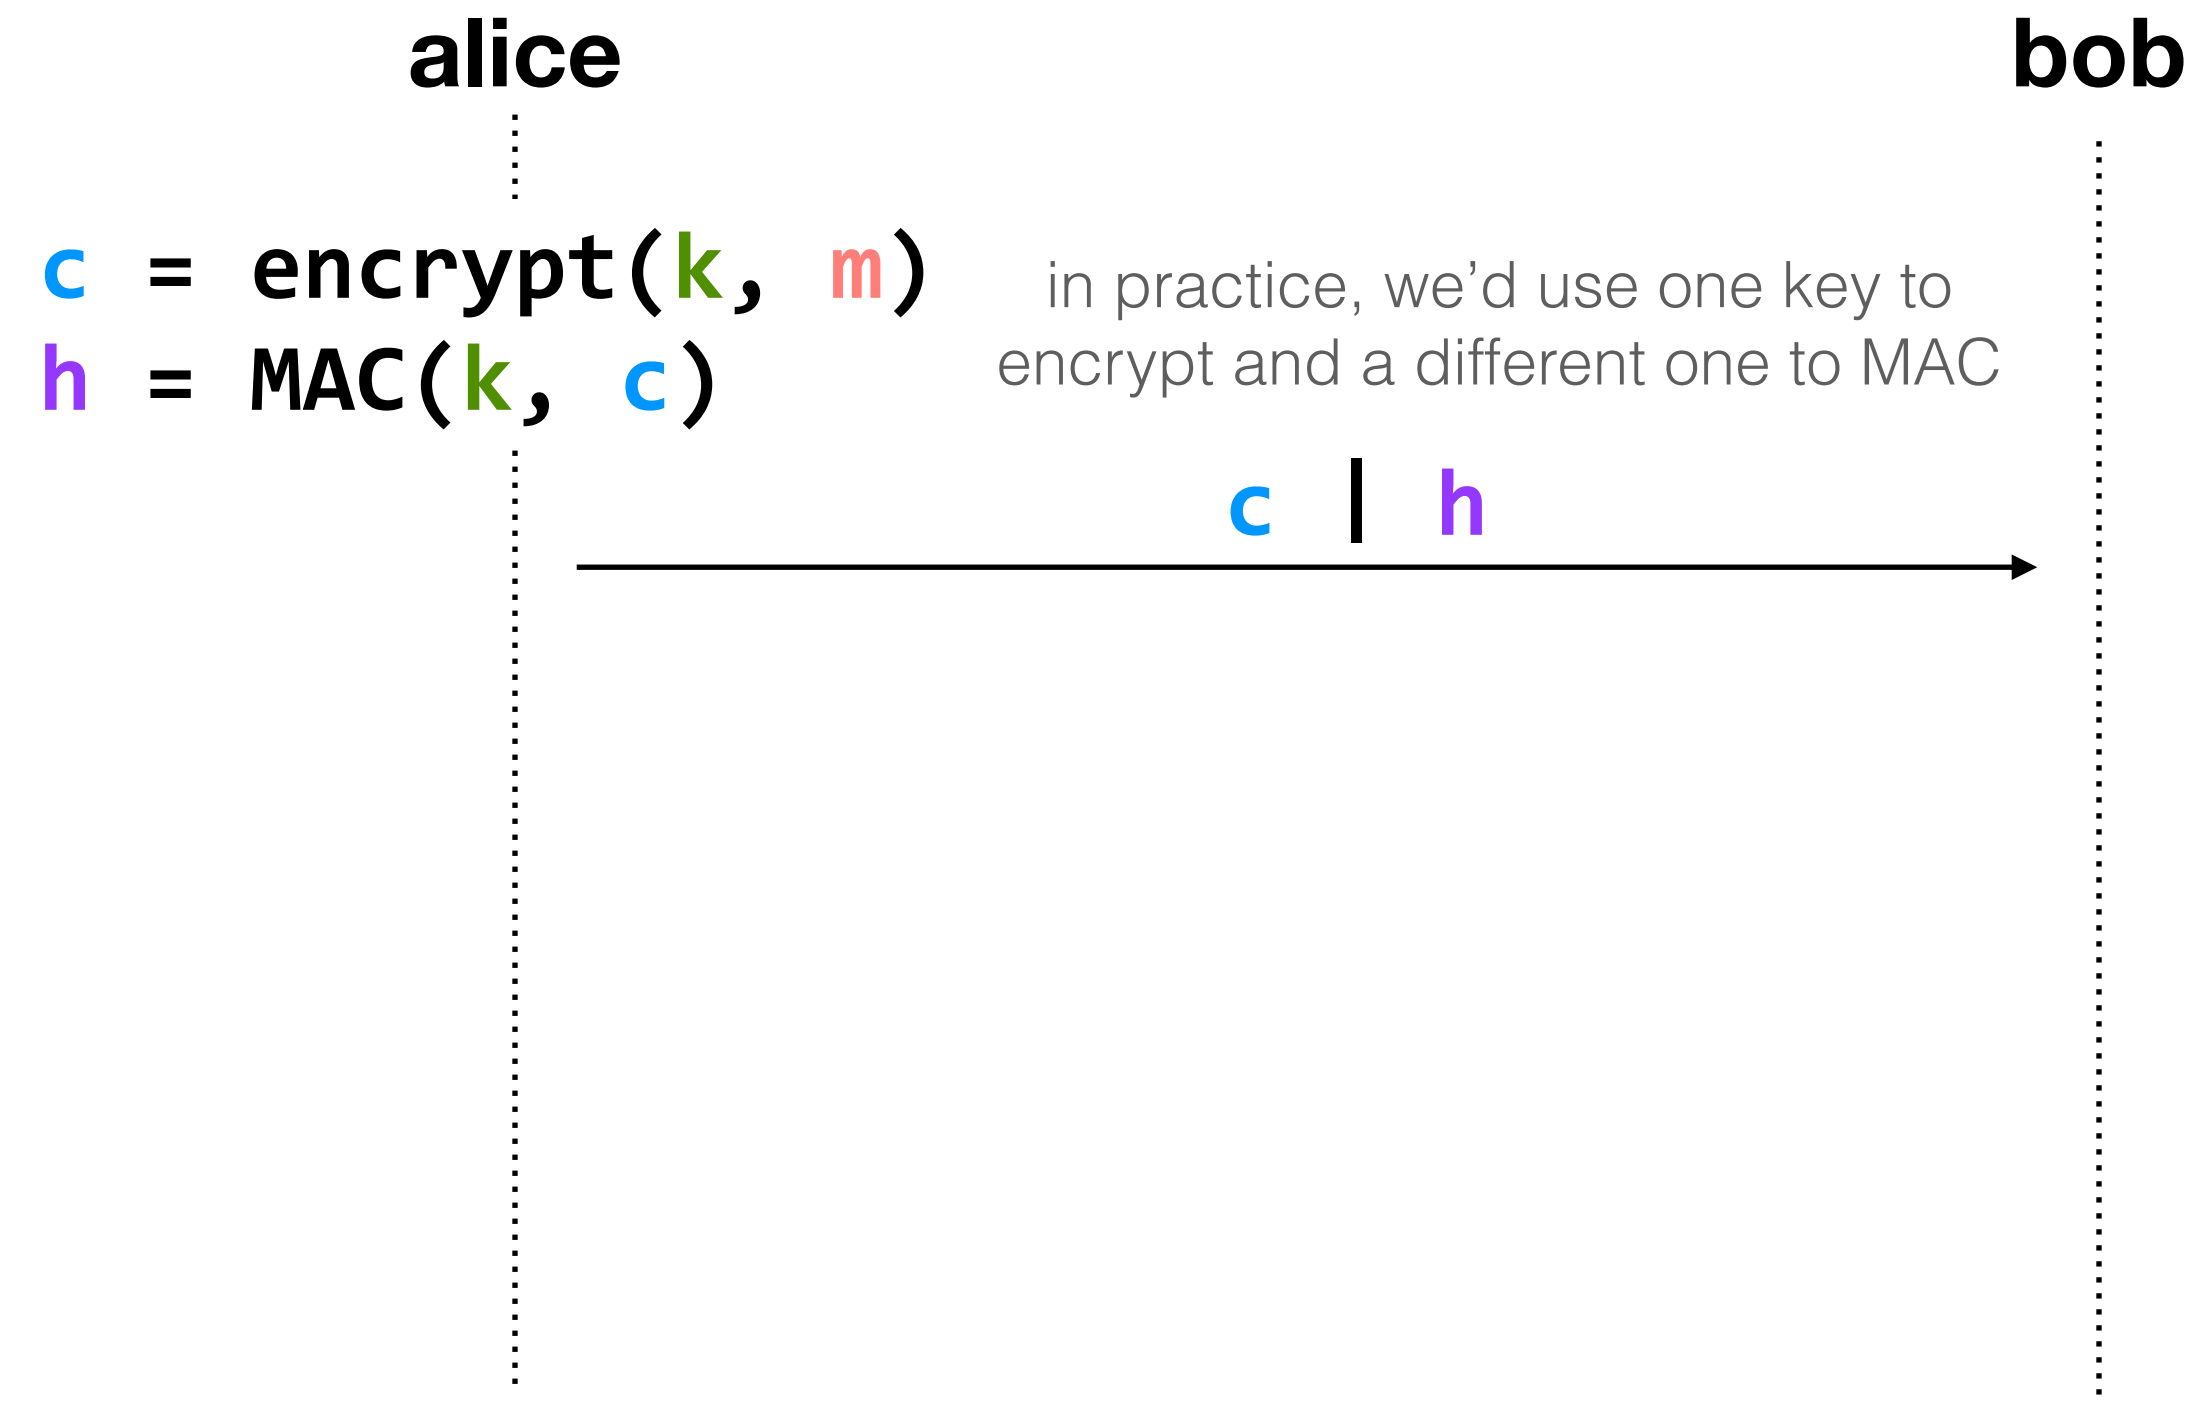 alice
bob
c = encrypt(k, m)
h = MAC(k, c)
in practice, we’d use one key to
encrypt and a different one to MAC
c | h